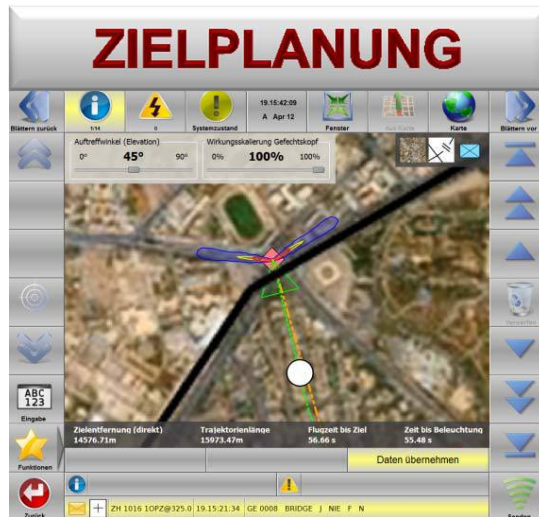 ZIELPLANUNG
Blättern zurück
1/14
6
Systemzustand
19.15:42:09
A Apr 12
Fenster
Karte
Blättern vor
Auftreffwinkel (Elevation)
0° 45° 90°
Wirkungsskalierung Gefechtskopf
0% 100% 100%
Verwerfen
ABC
123
Eingabe
Zielentfernung (direkt) Trajektorienlänge Flugzeit bis Ziel Zeit bis Beleuchtung
14576.71m 15973.47m 56.66 s 55.48 s
Daten übernehmen
Funktionen
Zurück
ZH 1016 1OPZ@325.0 19.15:21:34 GE 0008 BRIDGE J NIE F N
Senden